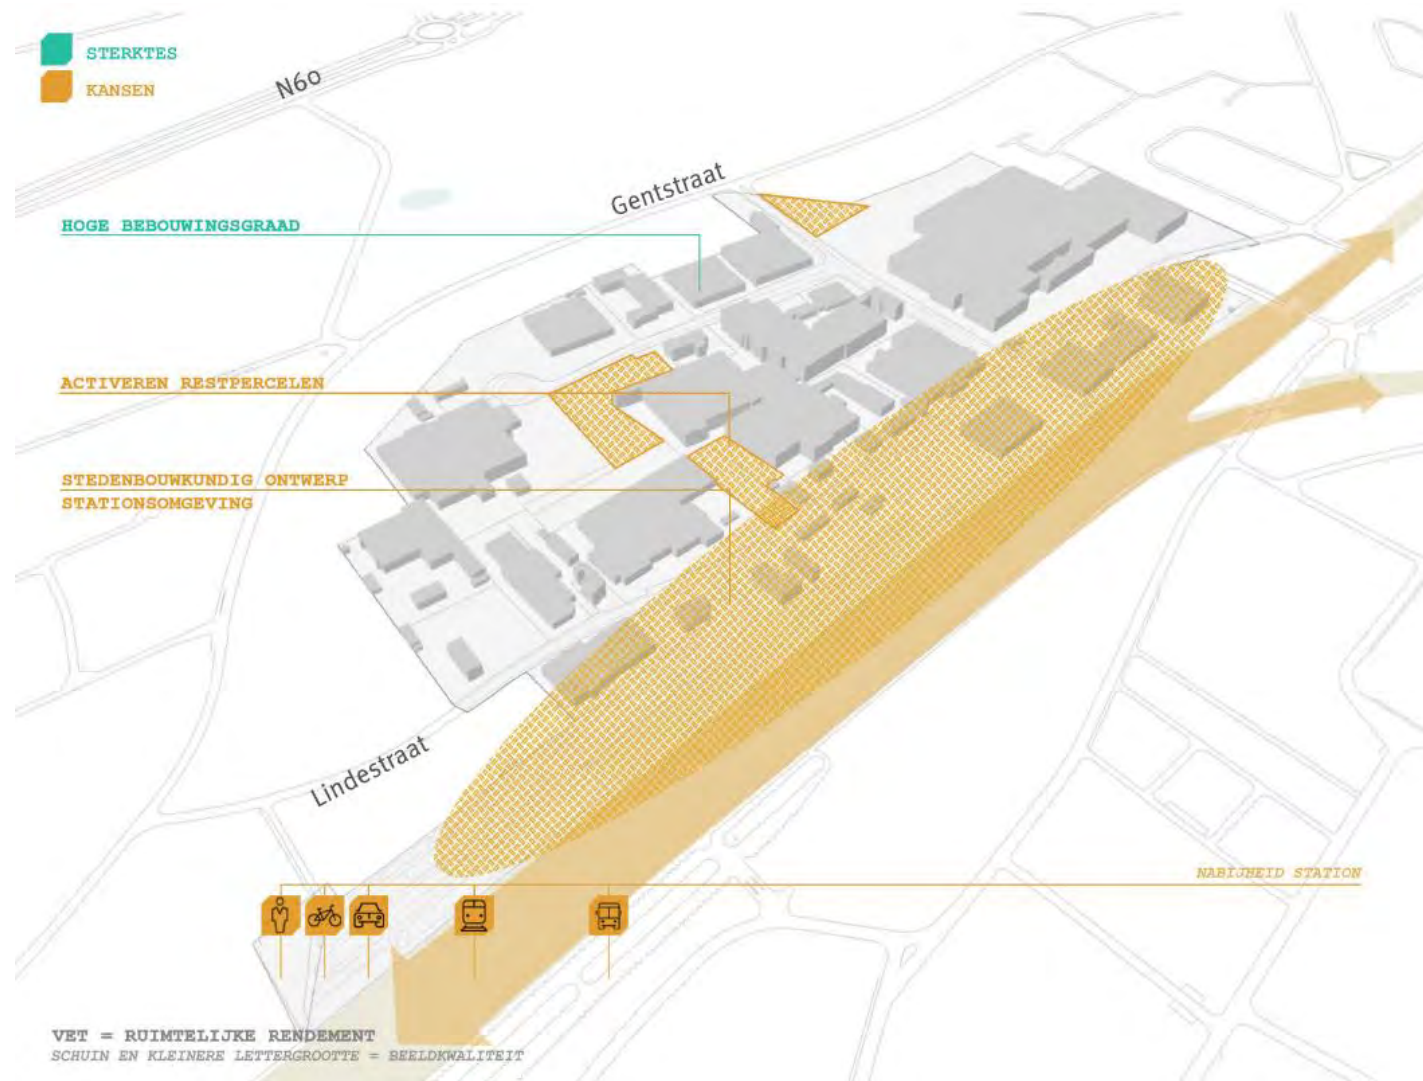 STERKTES
KANSEN
N60
Gentstraat
HOGE BEBOUWINGSGRAAD
ACTIVEREN RESTPERCELEN
STEDENBOUWKUNDIG ONTWERP
STATIONSOMGEVING
Lindestraat
NABIJHEID STATION
VET = RUIMTELIJKE RENDEMENT
SCHUIN EN KLEINERE LETTERGROOTTE = BEELDKWALITEIT